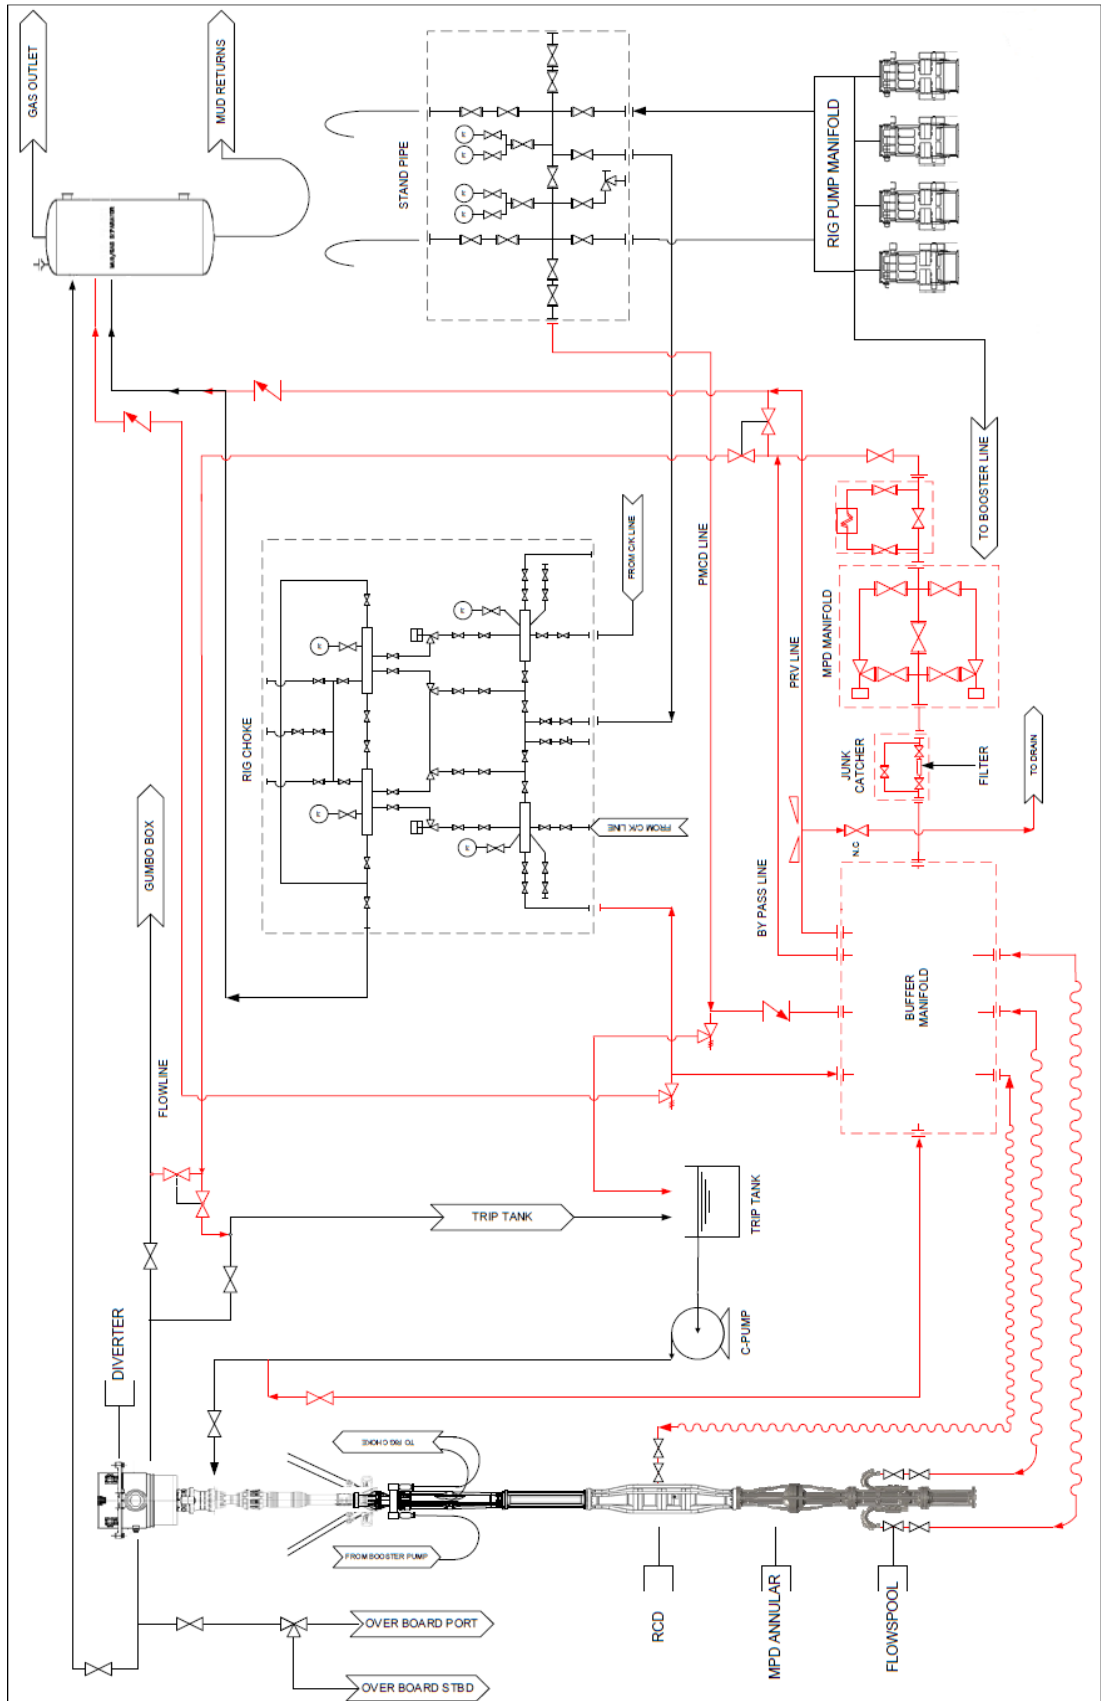 GAS OUTLET
MUD RETURNS
MUD/GAS SEPARATOR
STAND PIPE
RIG PUMP MANIFOLD
TO BOOSTER LINE
GUMBO BOX
FLOWLINE
RIG CHOKE
FROM C/K LINE
FROM C/K LINE
PMCD LINE
PRV LINE
BY PASS LINE
MPD MANIFOLD
JUNK
CATCHER
FILTER
TO DRAIN
N.C
BUFFER
MANIFOLD
DIVERTER
TRIP TANK
TRIP TANK
C-PUMP
TO RIG CHOKE
FROM BOOSTER PUMP
OVER BOARD PORT
OVER BOARD STBD
RCD
MPD ANNULAR
FLOWSPOOL